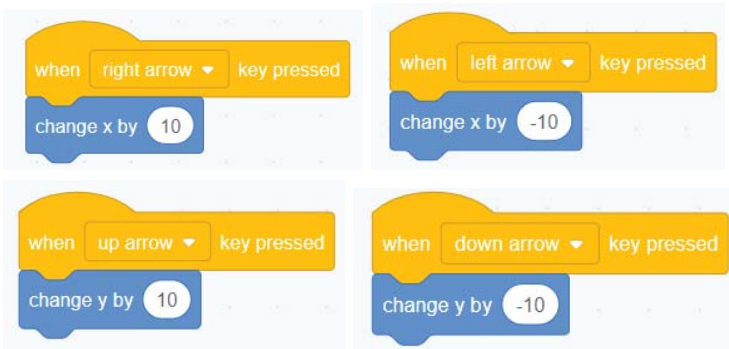 when right arrow key pressed
change x by 10
when left arrow key pressed
change x by -10
when up arrow key pressed
change y by 10
when down arrow key pressed
change y by -10